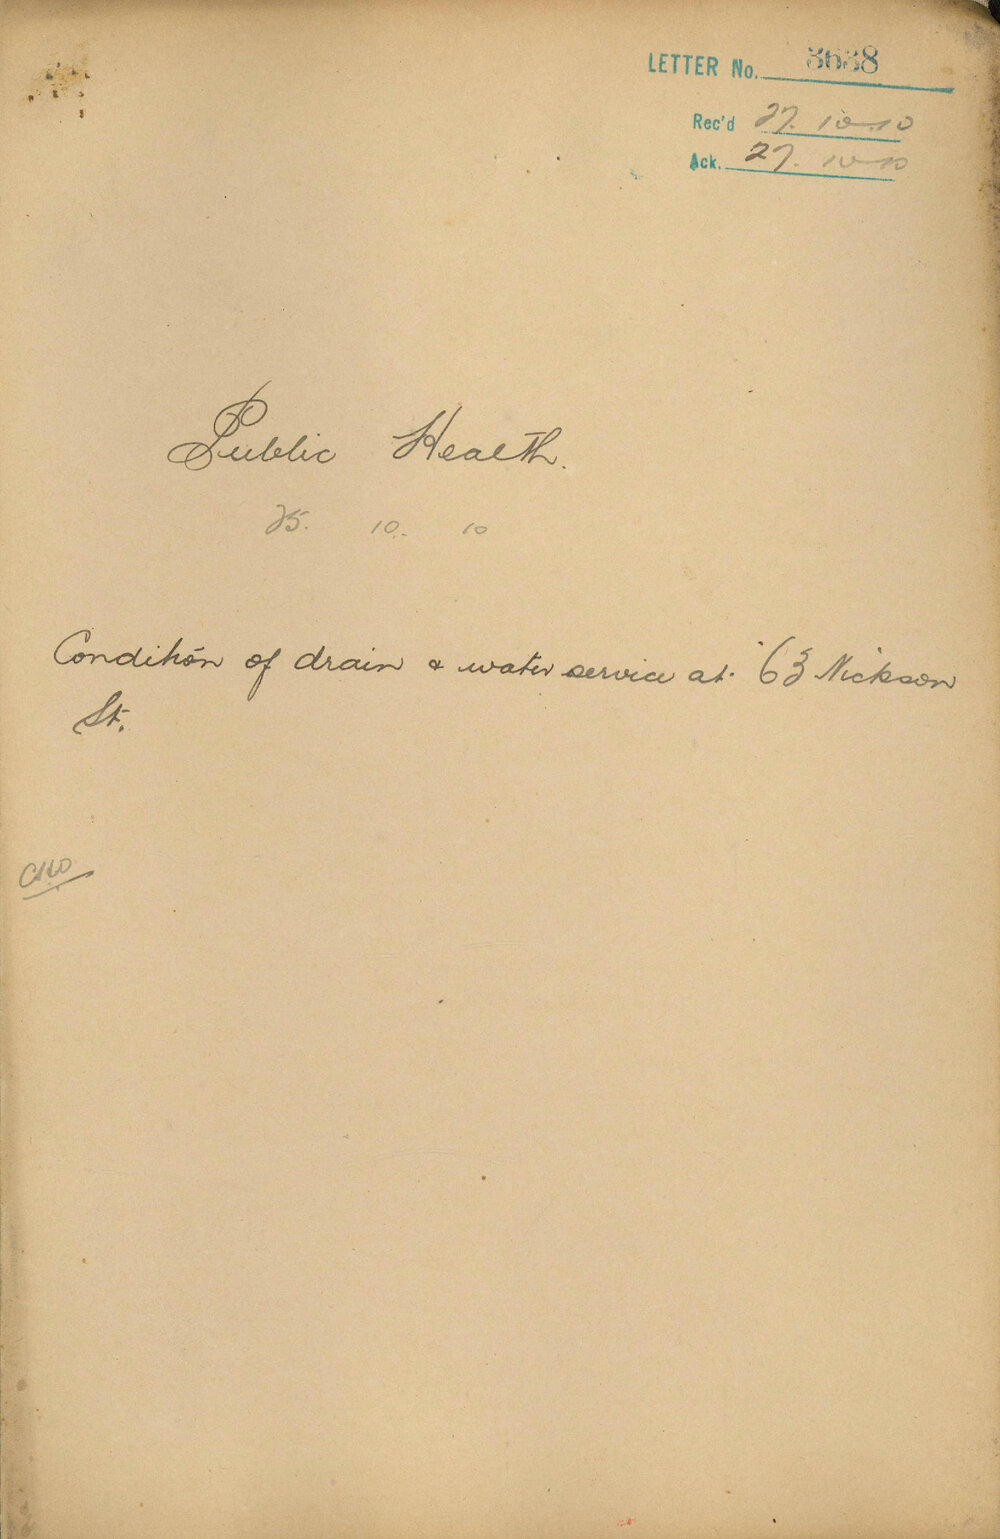 LETTER No. 3638
Rec'd 27. 10.10
Ack. 27. 10 10
Public Health.
25. 10. 10
Condition of drain & water service at 63 Nickson
St.